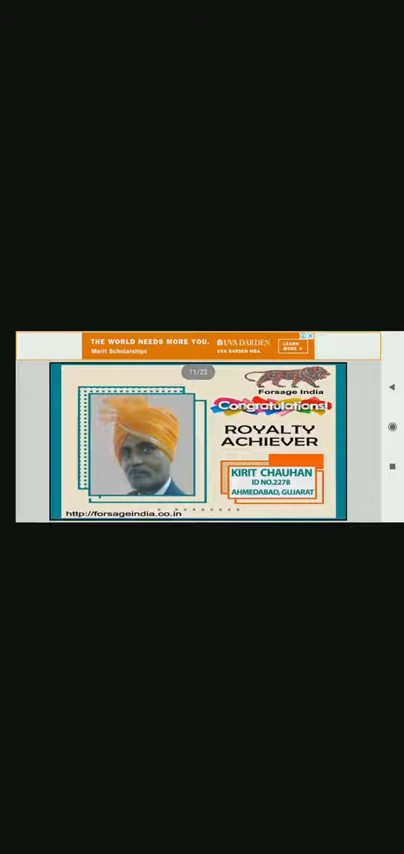 THE WORLD NEEDS MORE YOU.
Merit Scholarships
UVA DARDEN
UVA DARDEN MBA
LEARN MORE »
11/23
Forsage India
Congratulations!
ROYALTY
ACHIEVER
KIRIT CHAUHAN
ID NO.2278
AHMEDABAD, GUJARAT
http://forsageindia.co.in